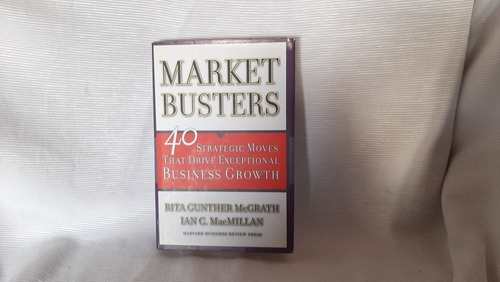 MARKET
BUSTERS
40 STRATEGIC MOVES
THAT DRIVE EXCEPTIONAL
BUSINESS GROWTH
RITA GUNTHER McGRATH
IAN C. MacMILLAN
HARVARD BUSINESS REVIEW PRESS